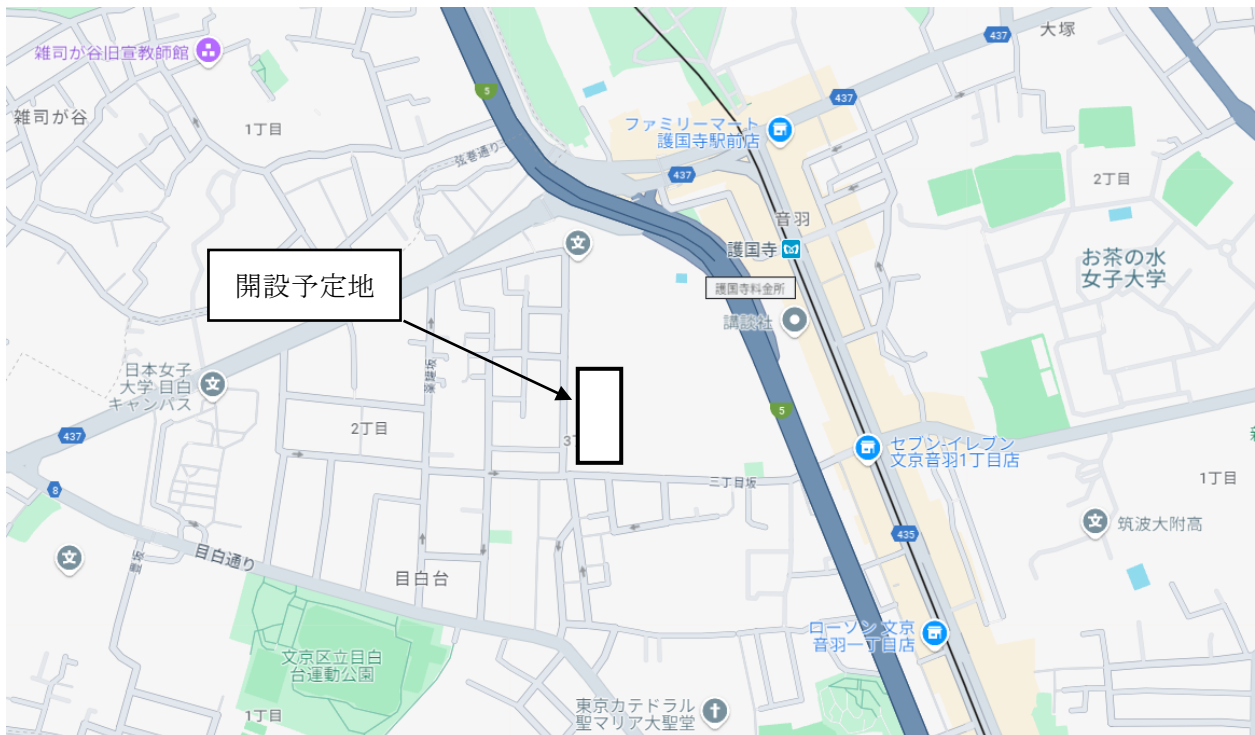 雑司が谷旧宣教師館
437
大塚
5
437
雑司が谷
1丁目
ファミリーマート
護国寺駅前店
弦巻通り
437
2丁目
音羽
護国寺
お茶の水
女子大学
開設予定地
護国寺料金所
講談社
日本女子
大学 目白
キャンパス
薬罐坂
5
2丁目
437
3丁
セブン-イレブン
文京音羽1丁目店
新
三丁目坂
1丁目
8
435
筑波大附高
目白通り
豊坂
目白台
ローソン 文京
音羽一丁目店
文京区立目白
台運動公園
1丁目
東京カテドラル
聖マリア大聖堂